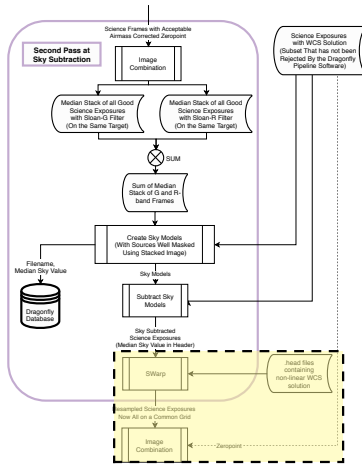 Science Frames with Acceptable
Airmass Corrected Zeropoint
Second Pass at
Sky Subtraction
Image
Combination
Science Exposures
with WCS Solution
(Subset That has not been
Rejected By the Dragonfly
Pipeline Software)
Median Stack of all Good
Science Exposures
with Sloan-G Filter
(On the Same Target)
Median Stack of all Good
Science Exposures
with Sloan-R Filter
(On the Same Target)
SUM
Sum of Median
Stack of G and R-
band Frames
Create Sky Models
(With Sources Well Masked
Using Stacked Image)
Filename,
Median Sky Value
Sky Models
Dragonfly
Database
Subtract Sky
Models
Sky Subtracted
Science Exposures
(Median Sky Value in Header)
SWarp
.head files
containing
non-linear WCS
solution
Resampled Science Exposures
Now All on a Common Grid
Image
Combination
Zeropoint